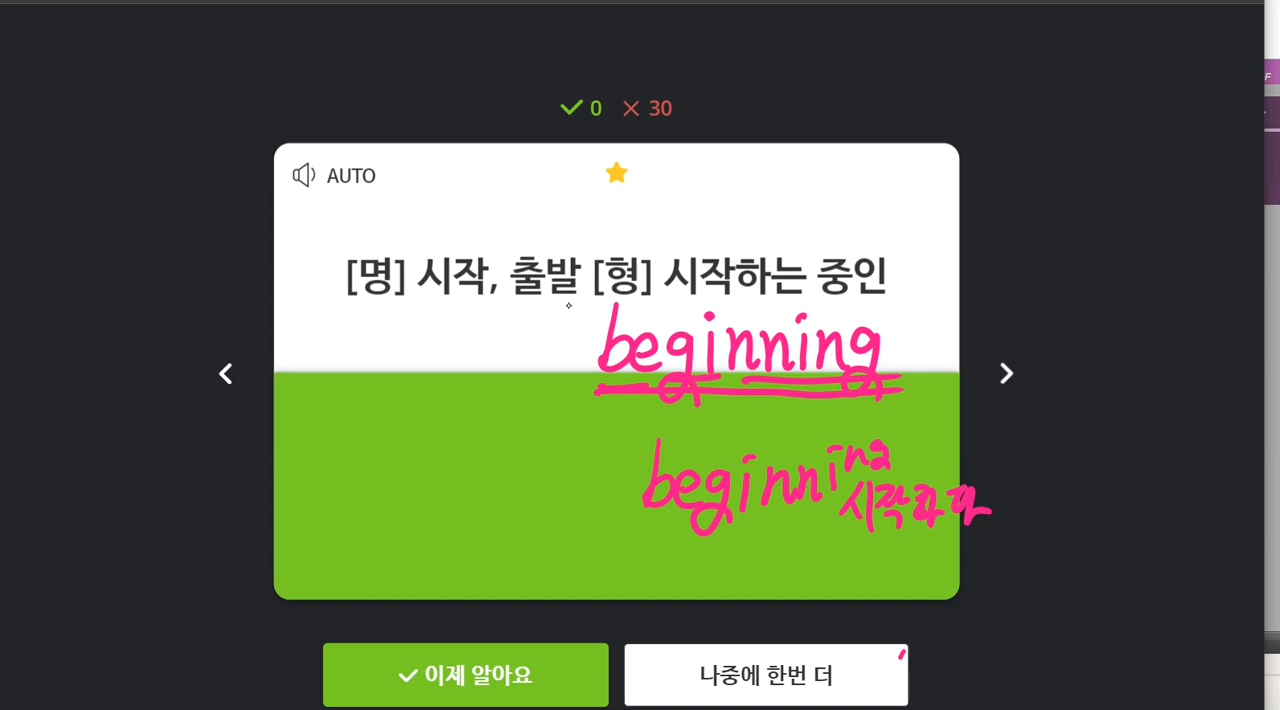 0 30
AUTO
[명] 시작, 출발 [형] 시작하는 중인
beginning
beginning
시작하다
이제 알아요
나중에 한번 더
F